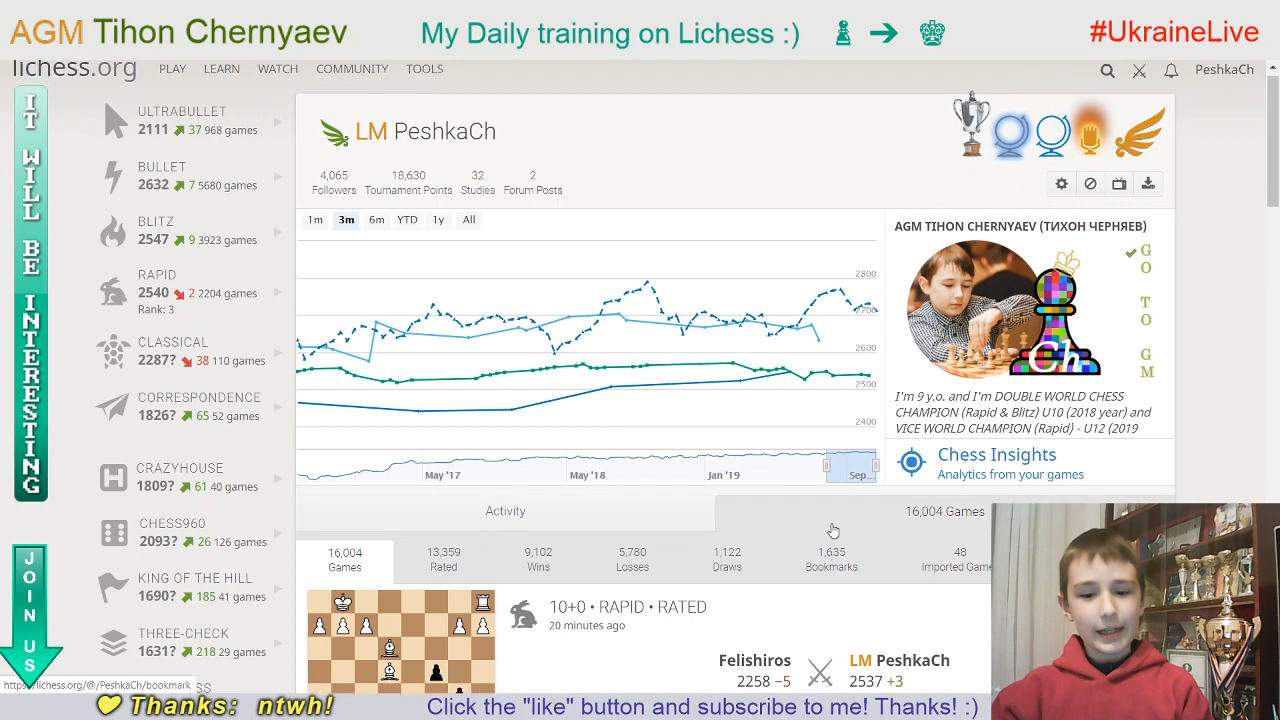 AGM Tihon Chernyaev
My Daily training on Lichess :)
#UkraineLive
lichess.org
PLAY LEARN WATCH COMMUNITY TOOLS
PeshkaCh
IT WILL BE INTERESTING
JOIN US
ULTRABULLET
2111 37 968 games
BULLET
2632 7 5680 games
BLITZ
2547 9 3923 games
RAPID
2540 2 2204 games
Rank: 3
CLASSICAL
2287? 38 110 games
CORRESPONDENCE
1826? 65 52 games
CRAZYHOUSE
1809? 61 40 games
CHESS960
2093? 26 126 games
KING OF THE HILL
1690? 185 41 games
THREE-CHECK
1631? 218 29 games
https://lichess.org/@/PeshkaCh/bookmark
LM PeshkaCh
4,065 18,630 32 2
Followers Tournament Points Studies Forum Posts
1m 3m 6m YTD 1y All
2800
2700
2600
2500
2400
May '17 May '18 Jan '19 Sep...
AGM TIHON CHERNYAEV (ТИХОН ЧЕРНЯЕВ)
Ch
GO TO GM
I'm 9 y.o. and I'm DOUBLE WORLD CHESS
CHAMPION (Rapid & Blitz) U10 (2018 year) and
VICE WORLD CHAMPION (Rapid) - U12 (2019
Chess Insights
Analytics from your games
Activity 16,004 Games
16,004 13,359 9,102 5,780 1,122 1,635 48
Games Rated Wins Losses Draws Bookmarks Imported Game
10+0 • RAPID • RATED
20 minutes ago
Felishiros LM PeshkaCh
2258 −5 2537 +3
Thanks: ntwh!
Click the "like" button and subscribe to me! Thanks! :)